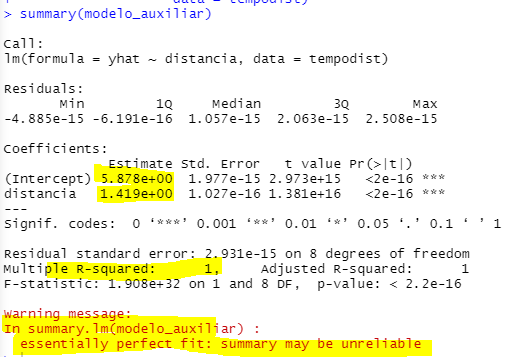 data = tempodist)
> summary(modelo_auxiliar)
Call:
lm(formula = yhat ~ distancia, data = tempodist)
Residuals:
Min 1Q Median 3Q Max
-4.885e-15 -6.191e-16 1.057e-15 2.063e-15 2.508e-15
Coefficients:
Estimate Std. Error t value Pr(>|t|)
(Intercept) 5.878e+00 1.977e-15 2.973e+15 <2e-16 ***
distancia 1.419e+00 1.027e-16 1.381e+16 <2e-16 ***
---
Signif. codes: 0 ‘***’ 0.001 ‘**’ 0.01 ‘*’ 0.05 ‘.’ 0.1 ‘ ’ 1
Residual standard error: 2.931e-15 on 8 degrees of freedom
Multiple R-squared: 1, Adjusted R-squared: 1
F-statistic: 1.908e+32 on 1 and 8 DF, p-value: < 2.2e-16
Warning message:
In summary.lm(modelo_auxiliar) :
essentially perfect fit: summary may be unreliable